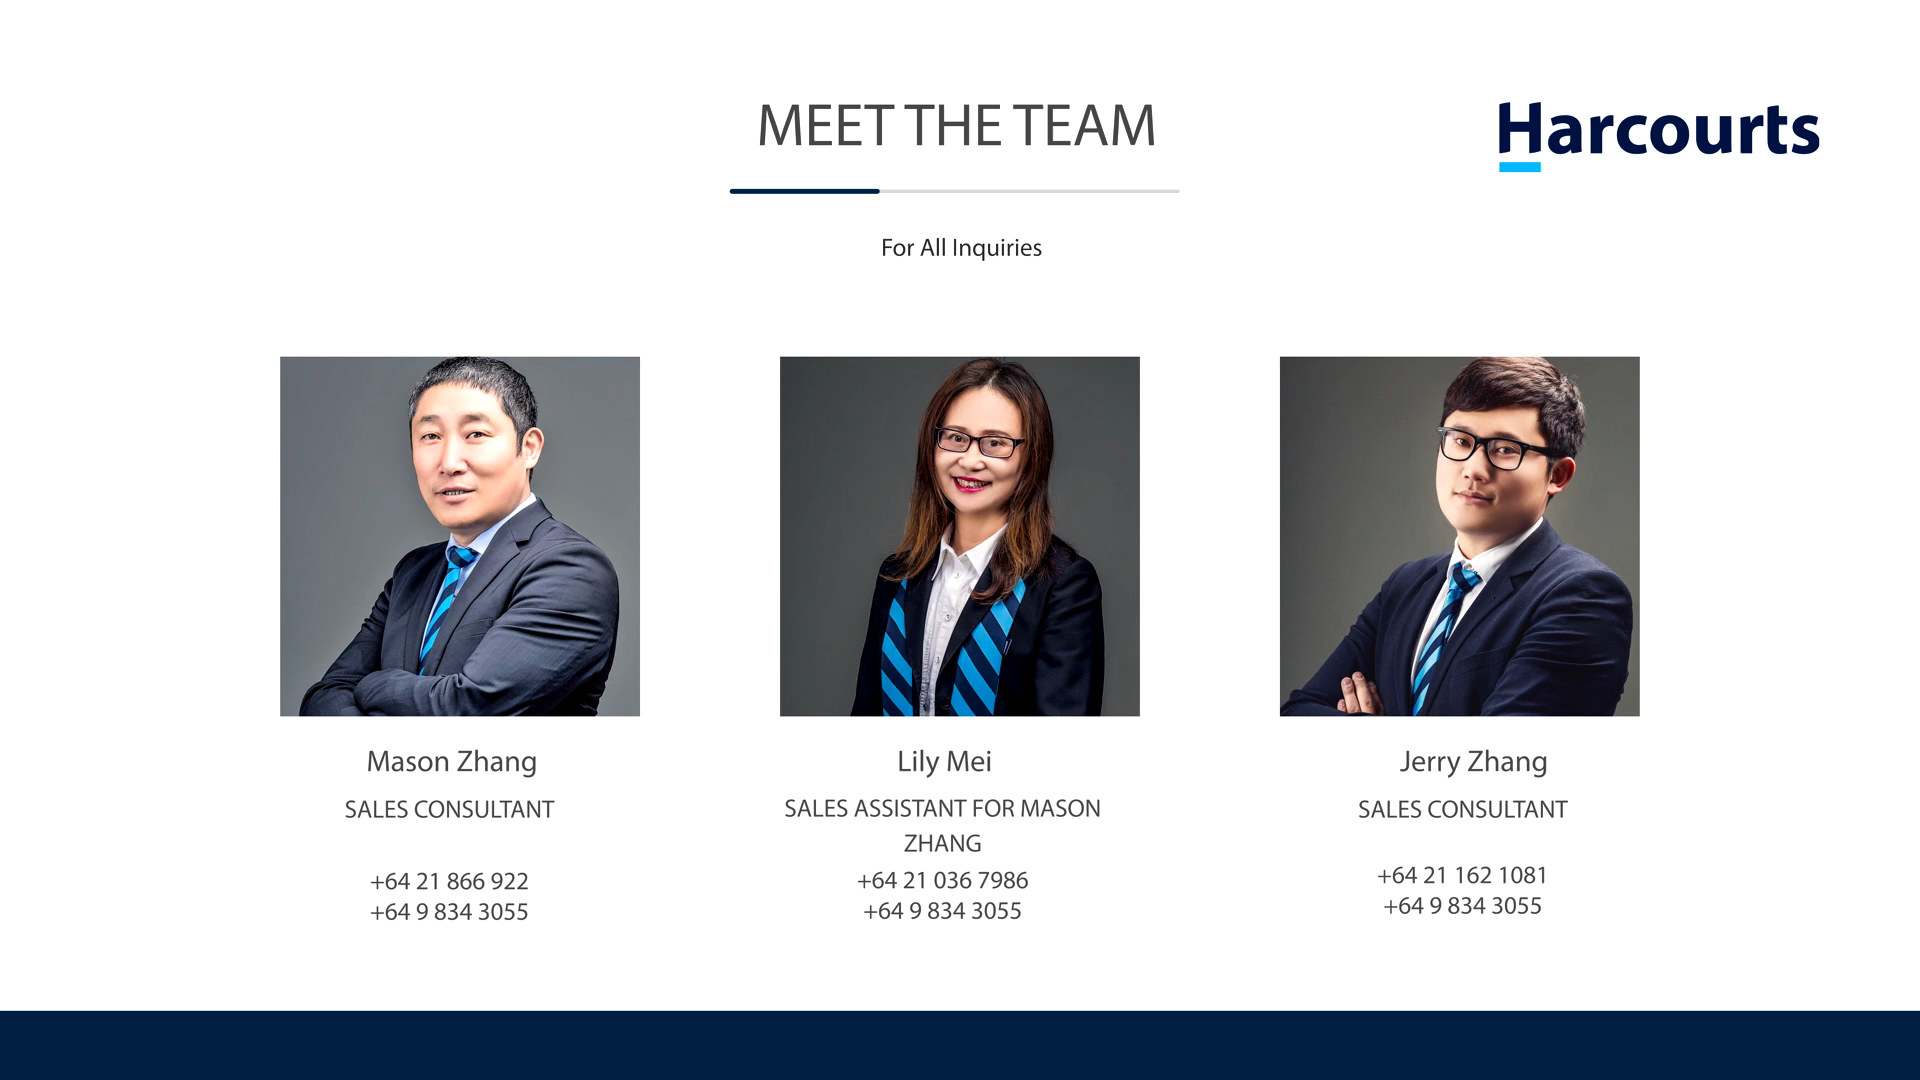 MEET THE TEAM
Harcourts
For All Inquiries
Mason Zhang
SALES CONSULTANT
+64 21 866 922
+64 9 834 3055
Lily Mei
SALES ASSISTANT FOR MASON
ZHANG
+64 21 036 7986
+64 9 834 3055
Jerry Zhang
SALES CONSULTANT
+64 21 162 1081
+64 9 834 3055